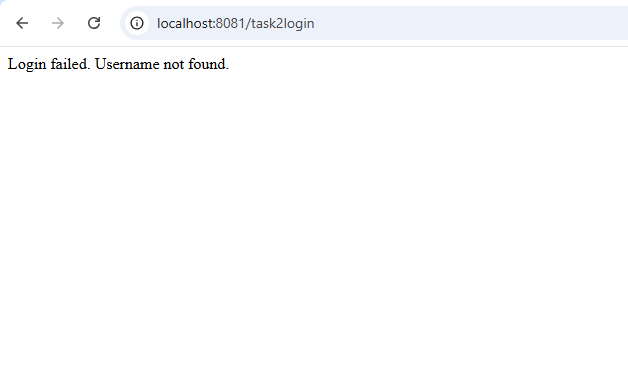 localhost:8081/task2login
Login failed. Username not found.